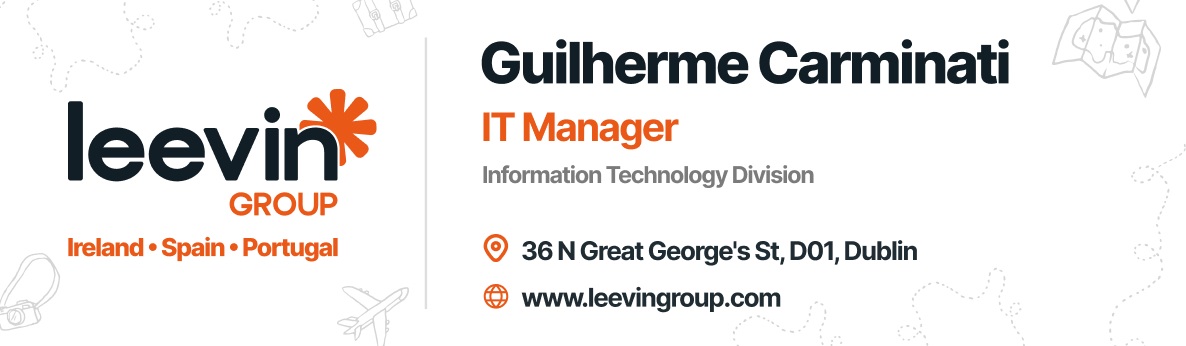 leevin
GROUP
Ireland • Spain • Portugal
Guilherme Carminati
IT Manager
Information Technology Division
36 N Great George's St, D01, Dublin
www.leevingroup.com